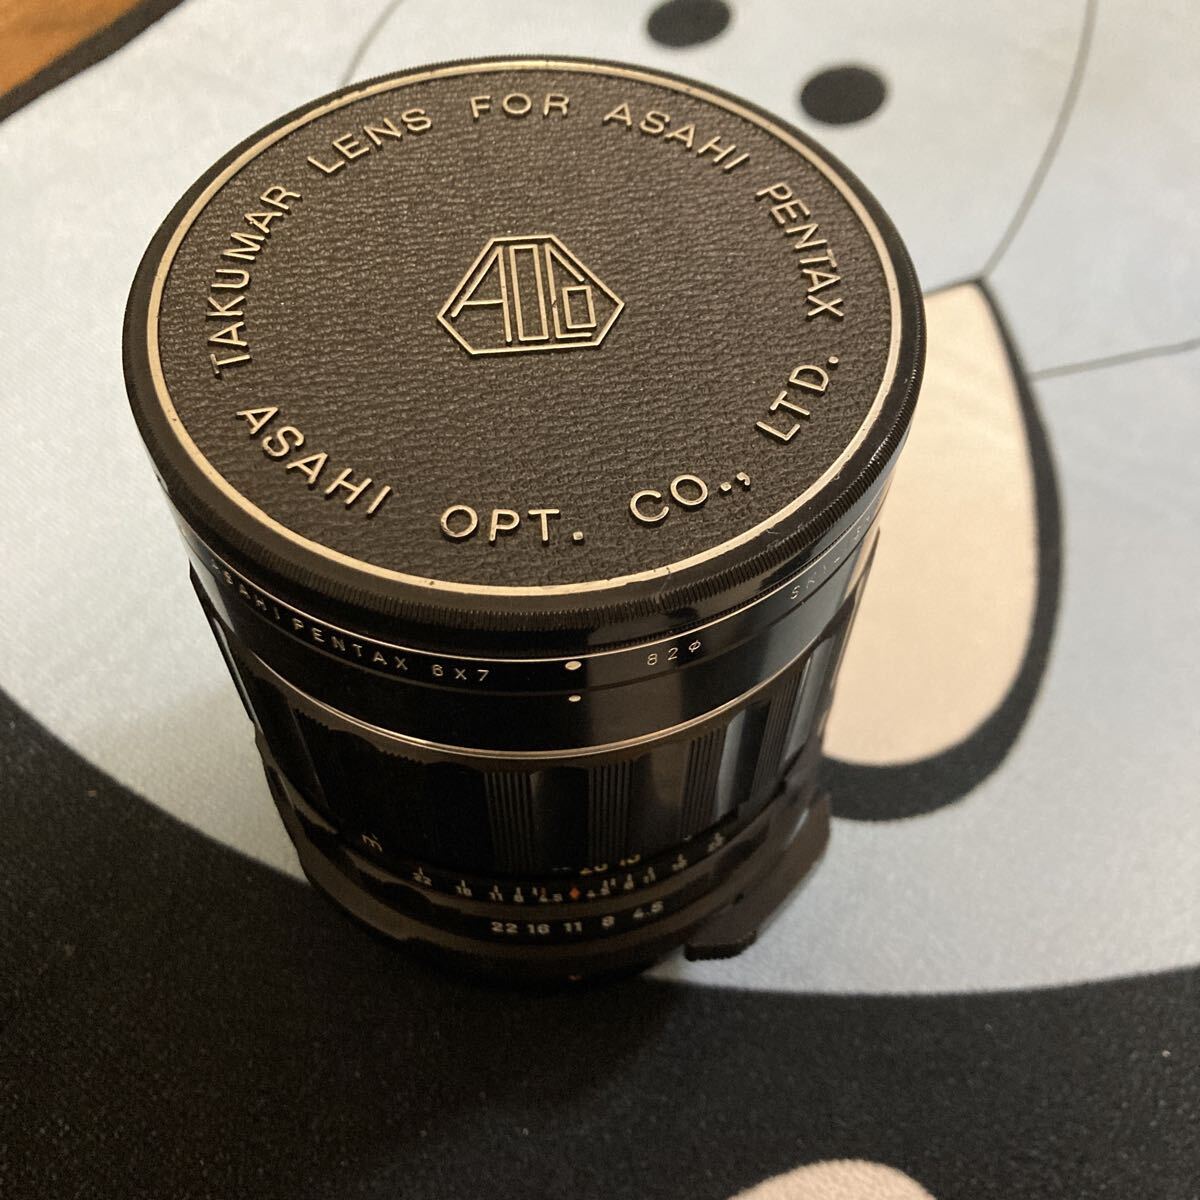 TAKUMAR LENS FOR ASAHI PENTAX
ASAHI OPT. CO., LTD.
AOCo
ASAHI PENTAX 6X7
82φ
22 16 11 8 4.5